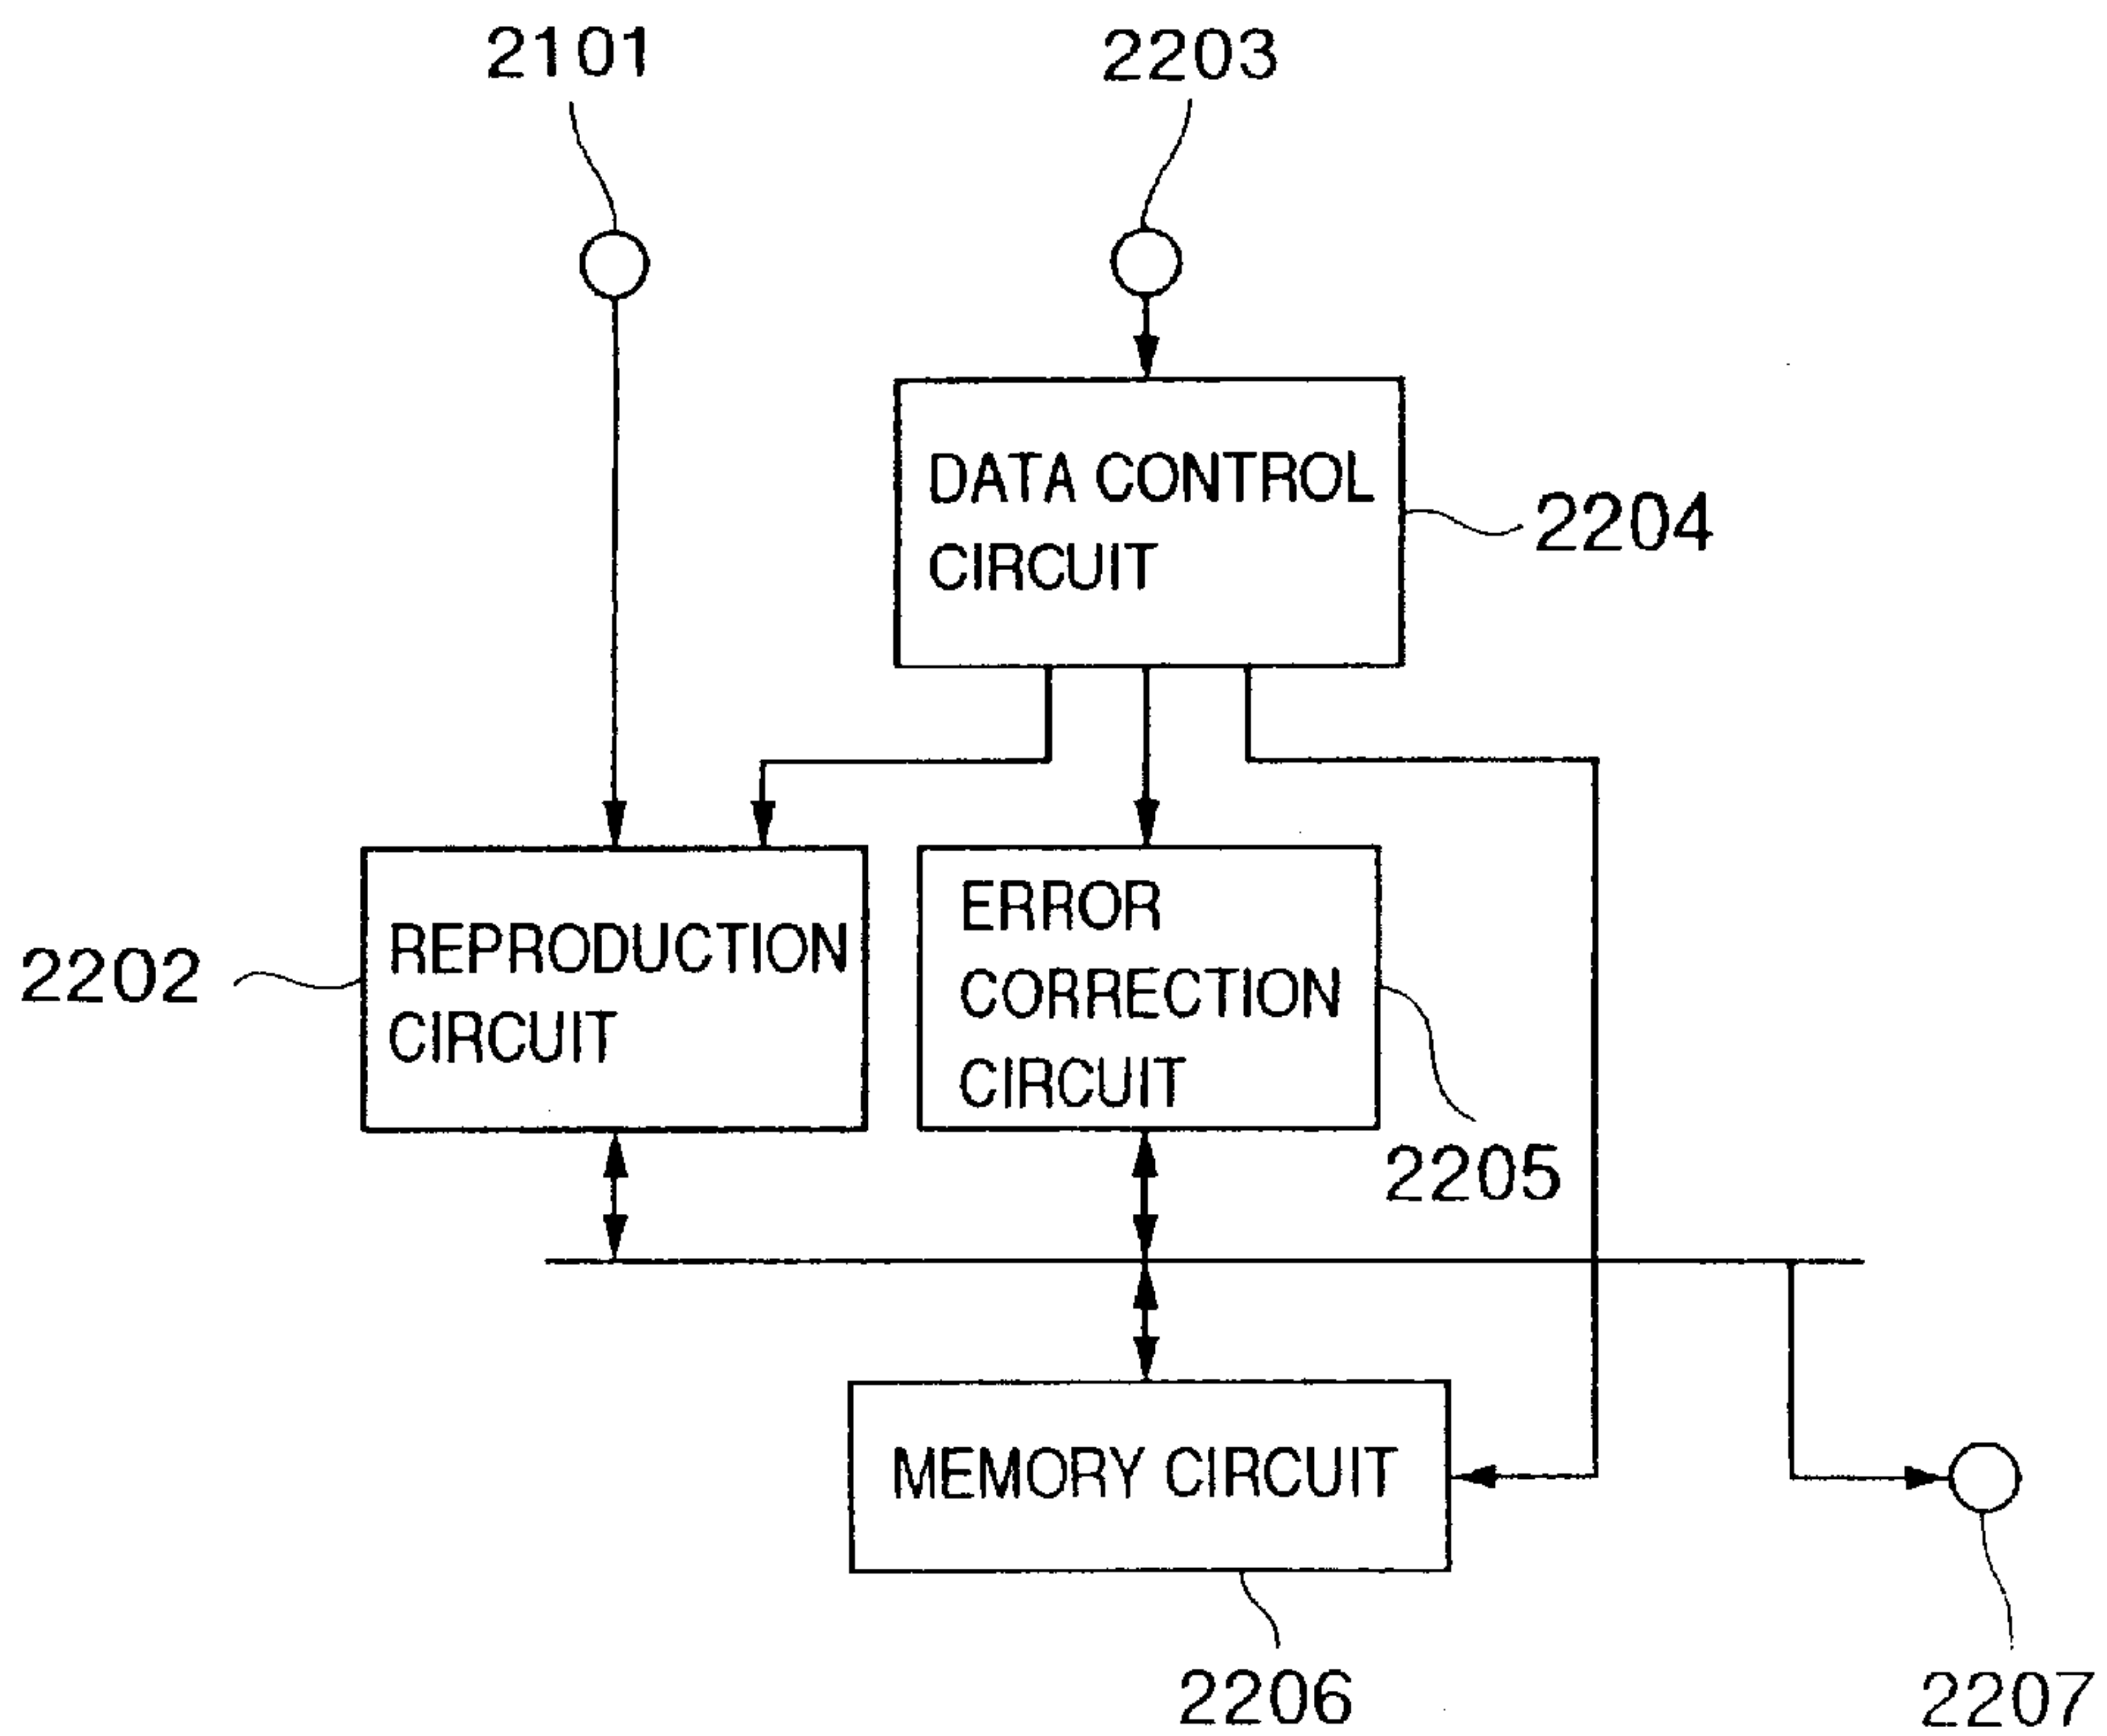 2101
2203
DATA CONTROL
CIRCUIT
2204
REPRODUCTION
CIRCUIT
2202
ERROR
CORRECTION
CIRCUIT
2205
MEMORY CIRCUIT
2206
2207